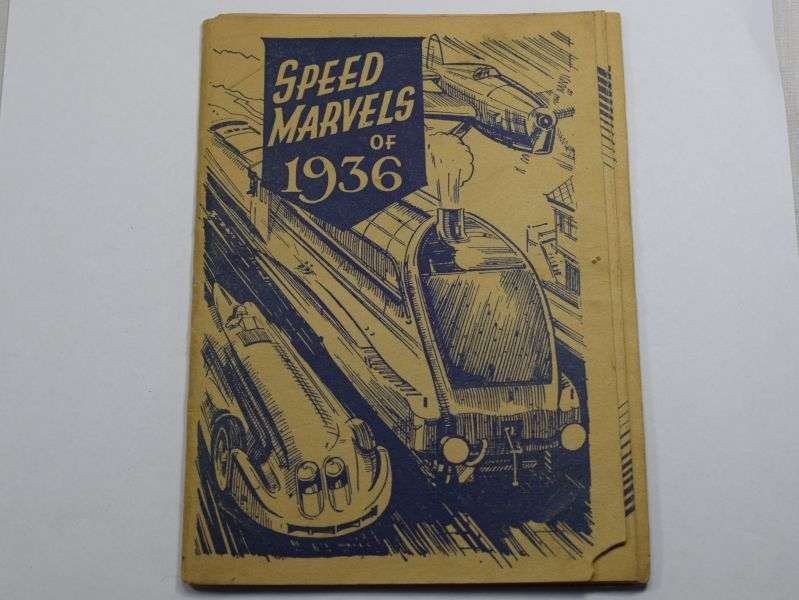 SPEED
MARVELS
OF
1936